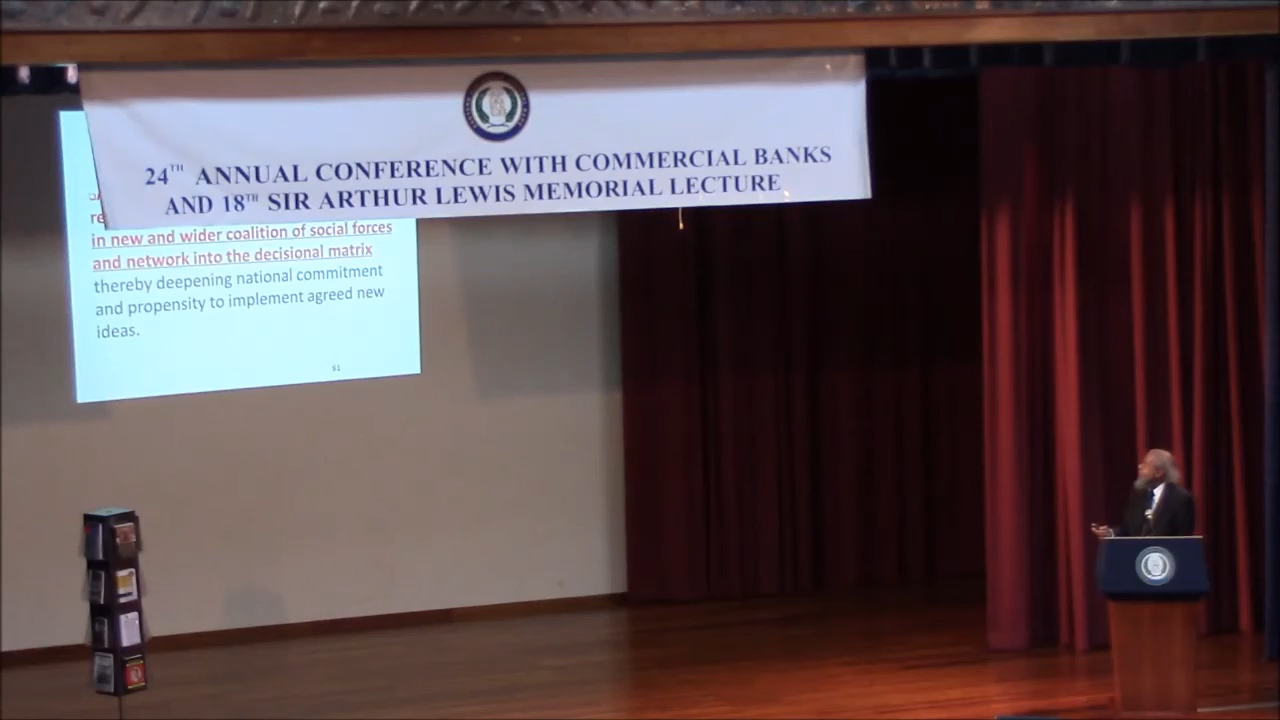 24TH ANNUAL CONFERENCE WITH COMMERCIAL BANKS
AND 18TH SIR ARTHUR LEWIS MEMORIAL LECTURE
re
in new and wider coalition of social forces
and network into the decisional matrix
thereby deepening national commitment
and propensity to implement agreed new
ideas.
61